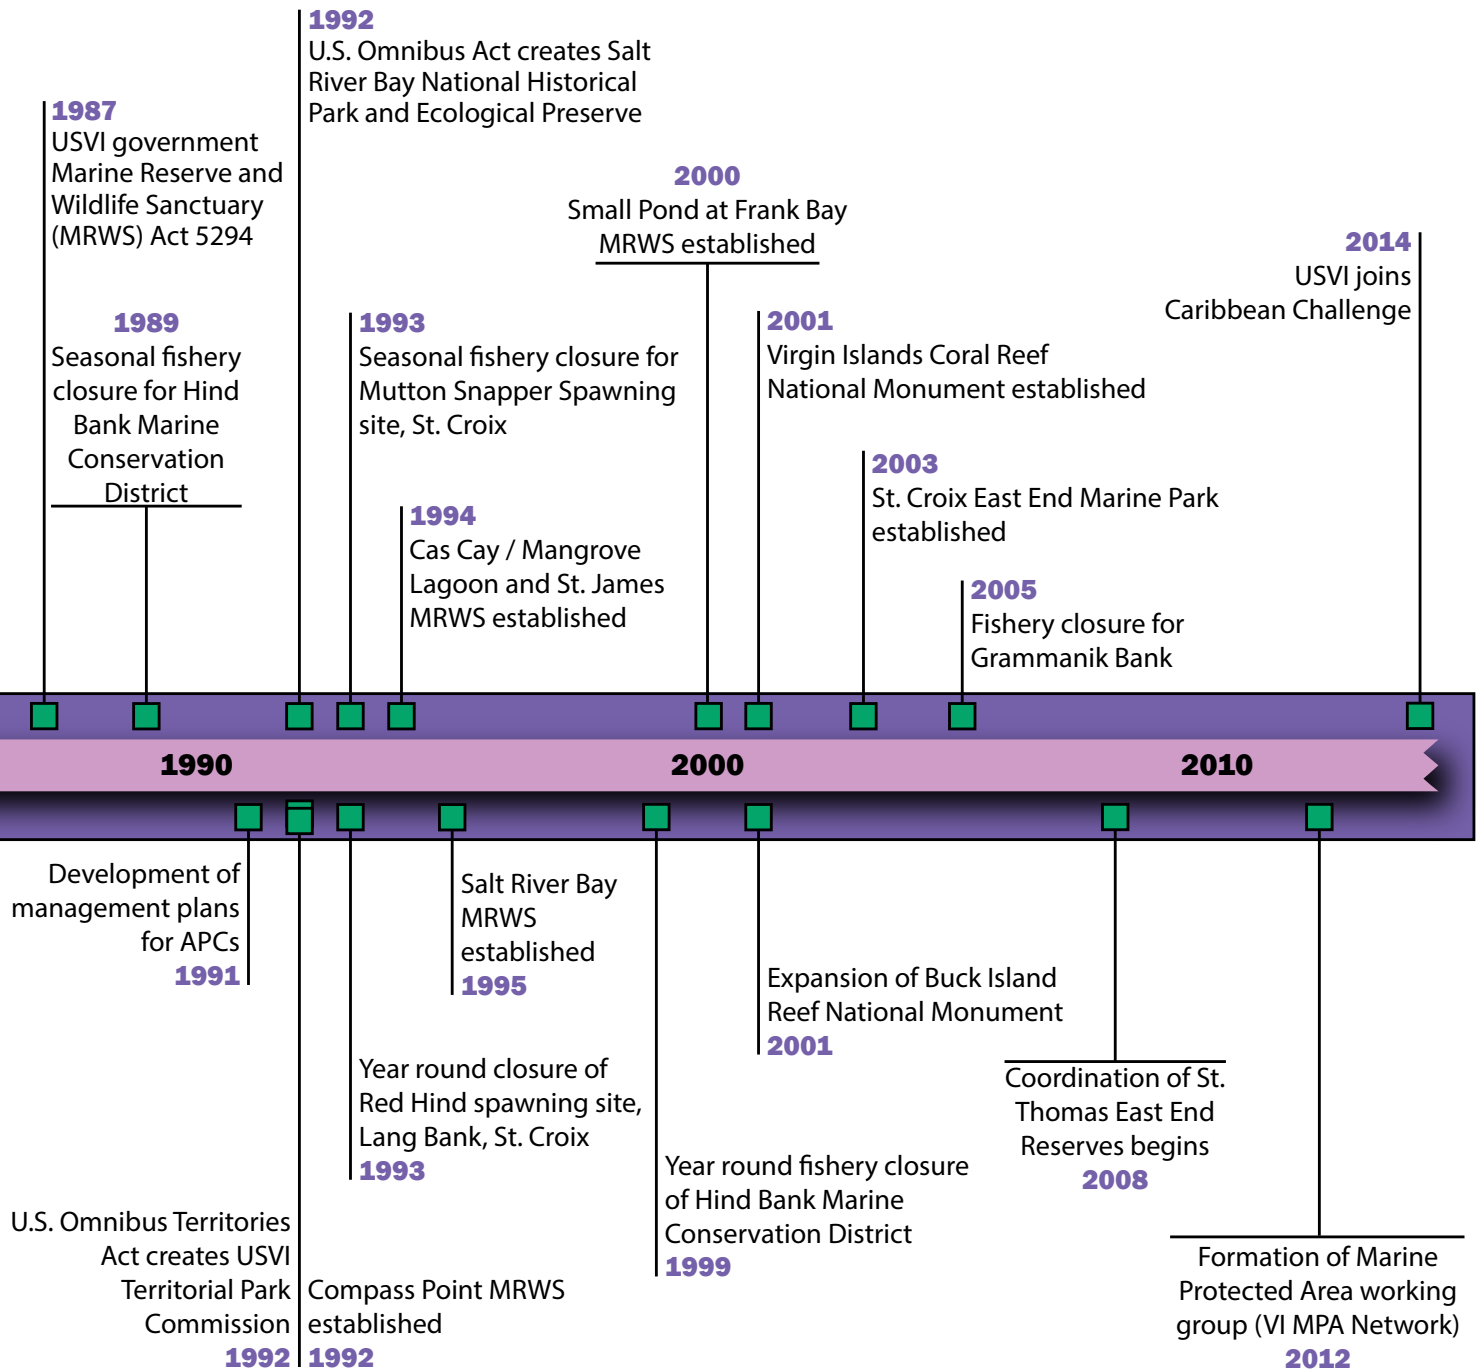 1992
U.S. Omnibus Act creates Salt
River Bay National Historical
Park and Ecological Preserve
1987
USVI government
Marine Reserve and
Wildlife Sanctuary
(MRWS) Act 5294
2000
Small Pond at Frank Bay
MRWS established
2014
USVI joins
Caribbean Challenge
1989
Seasonal fishery
closure for Hind
Bank Marine
Conservation
District
1993
Seasonal fishery closure for
Mutton Snapper Spawning
site, St. Croix
2001
Virgin Islands Coral Reef
National Monument established
2003
St. Croix East End Marine Park
established
1994
Cas Cay / Mangrove
Lagoon and St. James
MRWS established
2005
Fishery closure for
Grammanik Bank
1990
2000
2010
Development of
management plans
for APCs
1991
Salt River Bay
MRWS
established
1995
Expansion of Buck Island
Reef National Monument
2001
Year round closure of
Red Hind spawning site,
Lang Bank, St. Croix
1993
Coordination of St.
Thomas East End
Reserves begins
2008
Year round fishery closure
of Hind Bank Marine
Conservation District
1999
U.S. Omnibus Territories
Act creates USVI
Territorial Park
Commission
1992
Compass Point MRWS
established
1992
Formation of Marine
Protected Area working
group (VI MPA Network)
2012